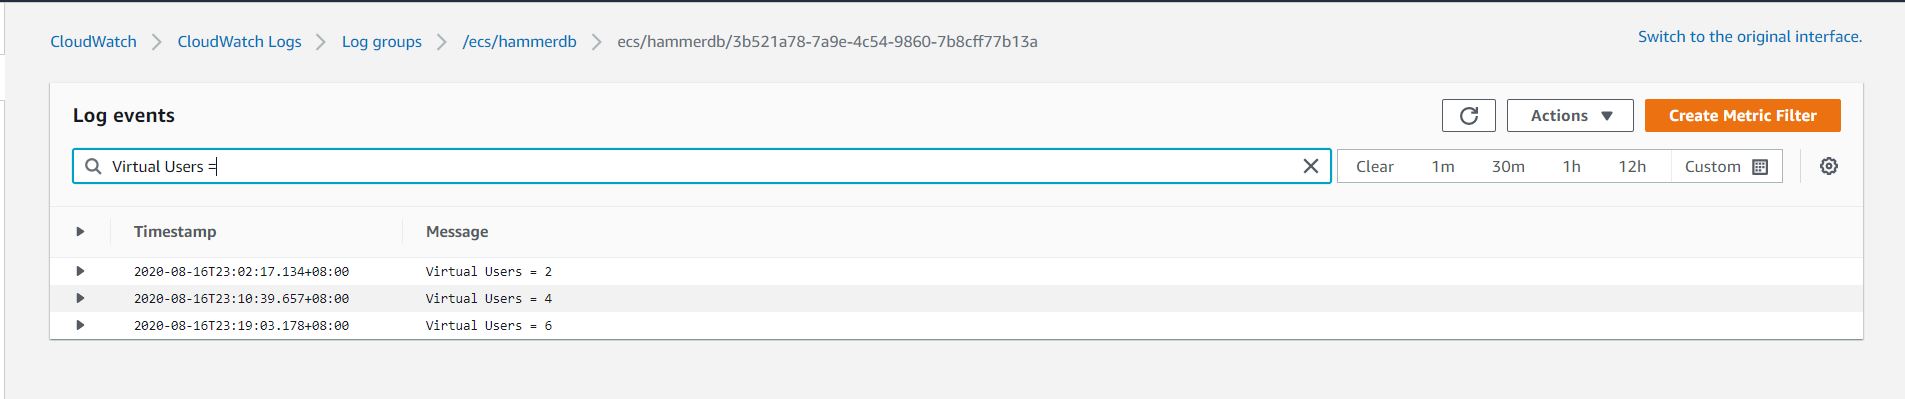 CloudWatch > CloudWatch Logs > Log groups > /ecs/hammerdb > ecs/hammerdb/3b521a78-7a9e-4c54-9860-7b8cff77b13a
Switch to the original interface.
Log events
Actions
Create Metric Filter
Virtual Users =
Clear 1m 30m 1h 12h Custom
Timestamp Message
2020-08-16T23:02:17.134+08:00 Virtual Users = 2
2020-08-16T23:10:39.657+08:00 Virtual Users = 4
2020-08-16T23:19:03.178+08:00 Virtual Users = 6